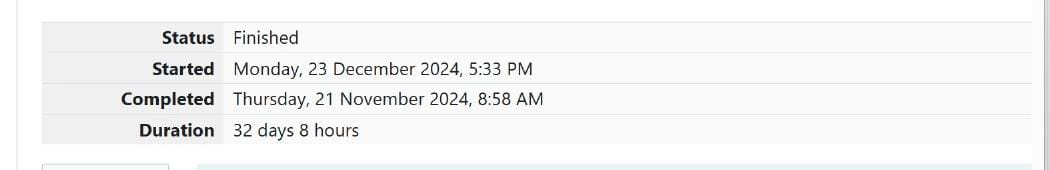 Status Finished
Started Monday, 23 December 2024, 5:33 PM
Completed Thursday, 21 November 2024, 8:58 AM
Duration 32 days 8 hours